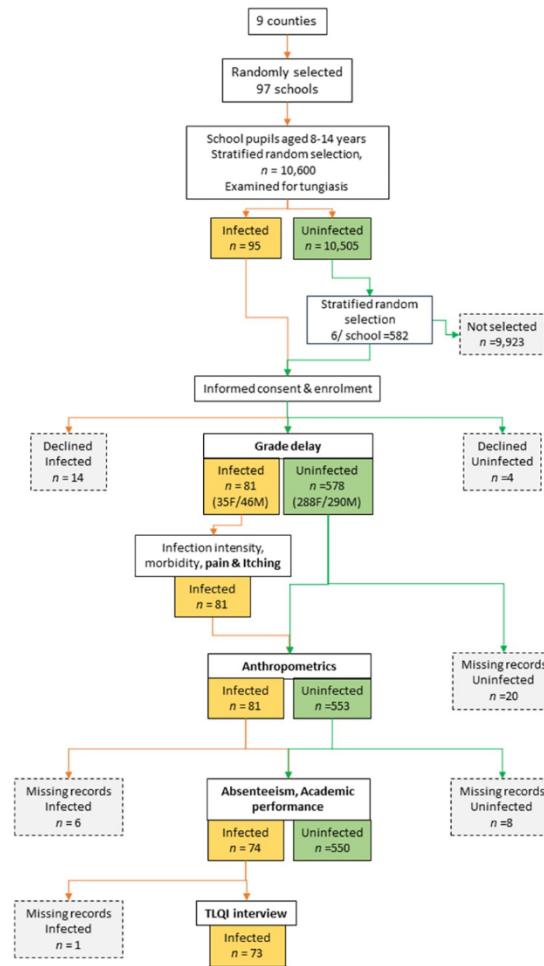 9 counties
Randomly selected
97 schools
School pupils aged 8-14 years
Stratified random selection,
n = 10,600
Examined for tungiasis
Infected
n = 95
Uninfected
n = 10,505
Stratified random
selection
6/ school =582
Not selected
n =9,923
Informed consent & enrolment
Declined
Infected
n = 14
Grade delay
Infected
n = 81
(35F/46M)
Uninfected
n =578
(288F/290M)
Declined
Uninfected
n =4
Infection intensity,
morbidity, pain & Itching
Infected
n = 81
Anthropometrics
Infected
n = 81
Uninfected
n =553
Missing records
Uninfected
n =20
Missing records
Infected
n = 6
Absenteeism, Academic
performance
Infected
n = 74
Uninfected
n =550
Missing records
Uninfected
n =8
Missing records
Infected
n = 1
TLQI interview
Infected
n = 73